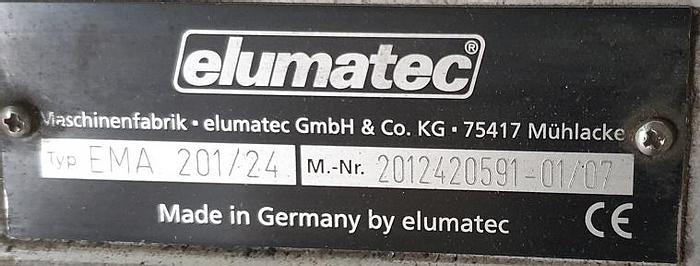 elumatec®
Maschinenfabrik • elumatec GmbH & Co. KG • 75417 Mühlacke
Typ EMA 201/24 M.-Nr. 2012420591-01/07
Made in Germany by elumatec CE